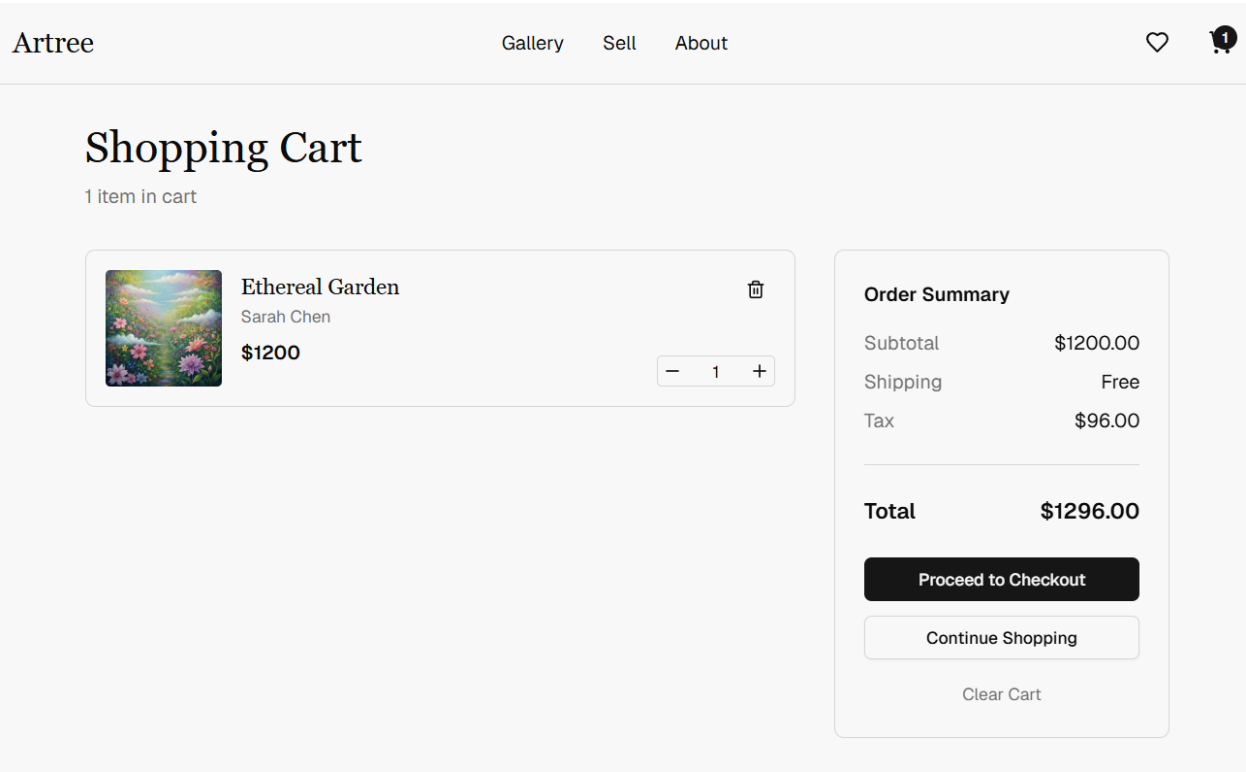 Artree
Gallery Sell About
1
Shopping Cart
1 item in cart
Ethereal Garden
Sarah Chen
$1200
1
Order Summary
Subtotal $1200.00
Shipping Free
Tax $96.00
Total $1296.00
Proceed to Checkout
Continue Shopping
Clear Cart